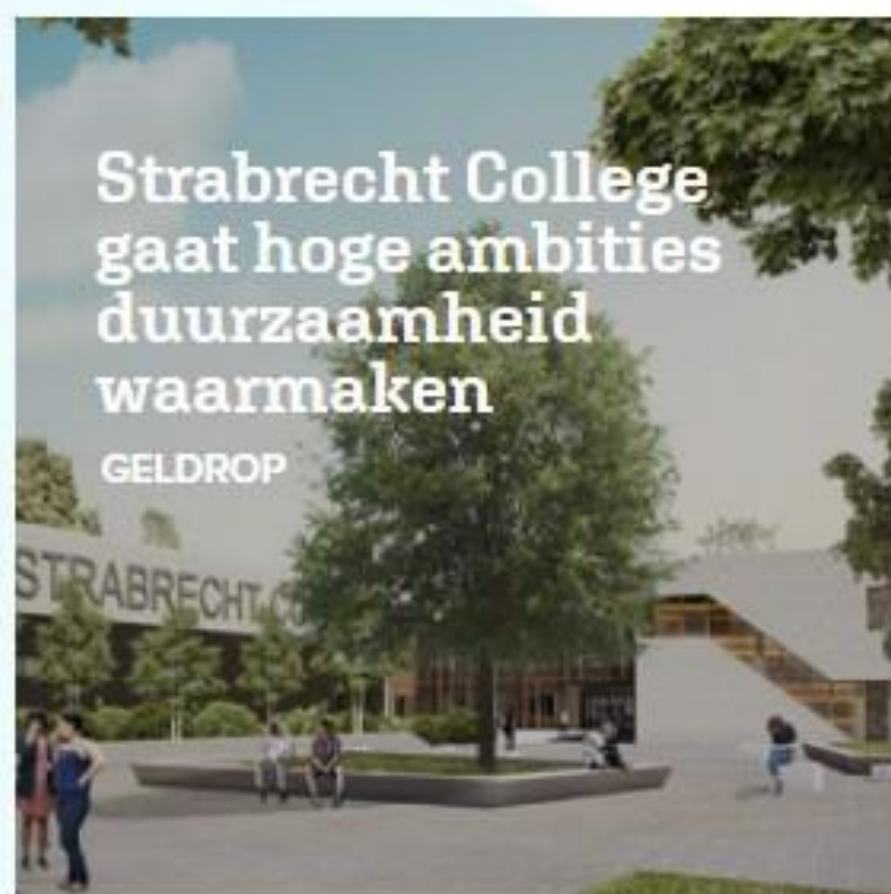 Strabrecht College
gaat hoge ambities
duurzaamheid
waarmaken
GELDROP
STRABRECHT